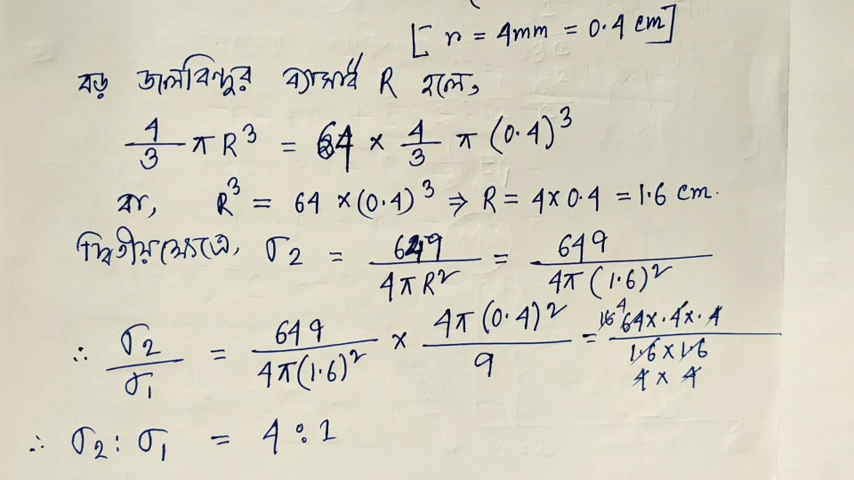 [r = 4mm = 0.4 cm]
বড় জলবিন্দুর ব্যাসার্ধ R হলে,
4/3 π R³ = 64 × 4/3 π (0.4)³
বা, R³ = 64 × (0.4)³ ⇒ R = 4 × 0.4 = 1.6 cm.
দ্বিতীয়ক্ষেত্রে, σ₂ = 64q / 4πR² = 64q / 4π(1.6)²
∴ σ₂/σ₁ = 64q / 4π(1.6)² × 4π(0.4)² / q = 64×.4×.4 / 1.6×1.6
∴ σ₂ : σ₁ = 4 : 1